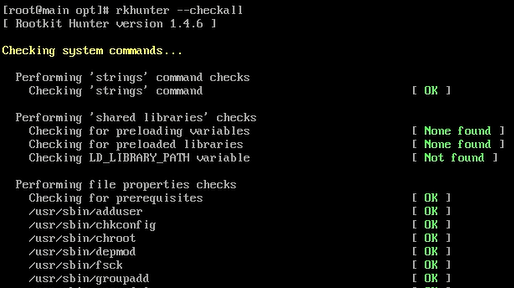 [root@main opt]# rkhunter --checkall
[ Rootkit Hunter version 1.4.6 ]
Checking system commands...
Performing 'strings' command checks
Checking 'strings' command [ OK ]
Performing 'shared libraries' checks
Checking for preloading variables [ None found ]
Checking for preloaded libraries [ None found ]
Checking LD_LIBRARY_PATH variable [ Not found ]
Performing file properties checks
Checking for prerequisites [ OK ]
/usr/sbin/adduser [ OK ]
/usr/sbin/chkconfig [ OK ]
/usr/sbin/chroot [ OK ]
/usr/sbin/depmod [ OK ]
/usr/sbin/fsck [ OK ]
/usr/sbin/groupadd [ OK ]